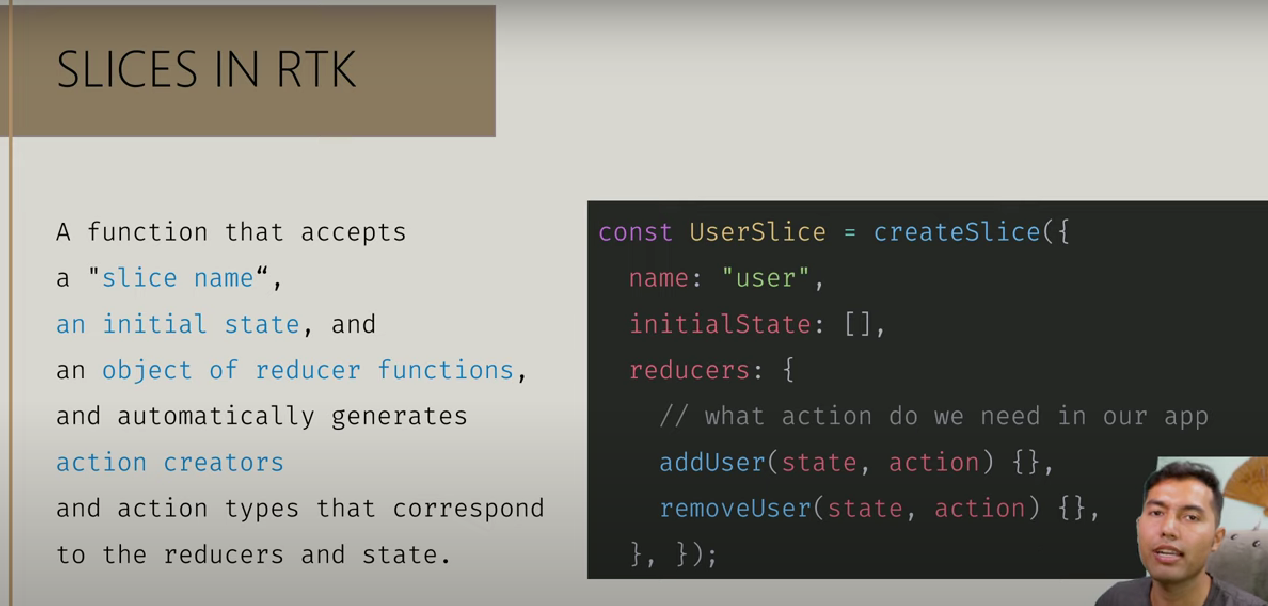 SLICES IN RTK
A function that accepts
a "slice name“,
an initial state, and
an object of reducer functions,
and automatically generates
action creators
and action types that correspond
to the reducers and state.
const UserSlice = createSlice({
name: "user",
initialState: [],
reducers: {
// what action do we need in our app
addUser(state, action) {},
removeUser(state, action) {},
}, });